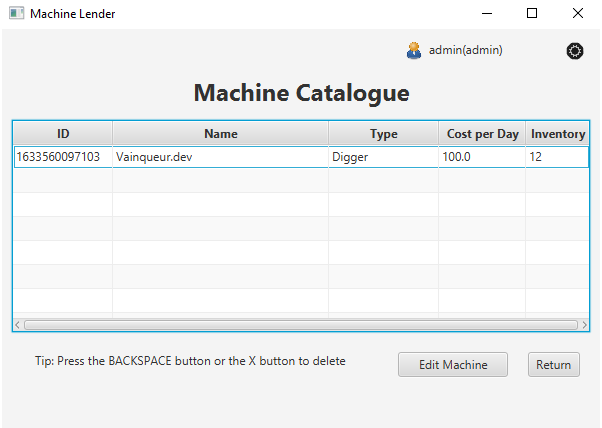 Machine Lender
admin(admin)
Machine Catalogue
ID Name Type Cost per Day Inventory
1633560097103 Vainqueur.dev Digger 100.0 12
Tip: Press the BACKSPACE button or the X button to delete
Edit Machine Return